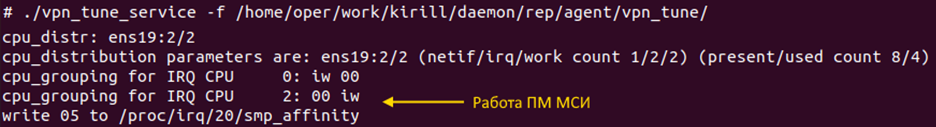 # ./vpn_tune_service -f /home/oper/work/kirill/daemon/rep/agent/vpn_tune/
cpu_distr: ens19:2/2
cpu_distribution parameters are: ens19:2/2 (netif/irq/work count 1/2/2) (present/used count 8/4)
cpu_grouping for IRQ CPU     0: iw 00
cpu_grouping for IRQ CPU     2: 00 iw
Работа ПМ МСИ
write 05 to /proc/irq/20/smp_affinity